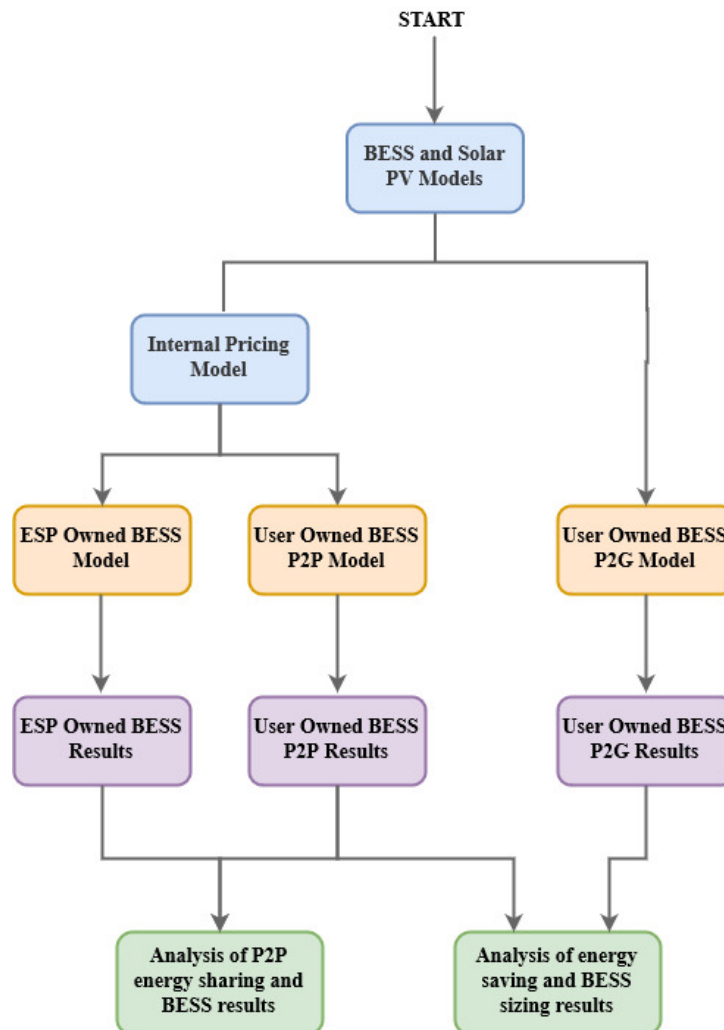 START
BESS and Solar
PV Models
Internal Pricing
Model
ESP Owned BESS
Model
User Owned BESS
P2P Model
User Owned BESS
P2G Model
ESP Owned BESS
Results
User Owned BESS
P2P Results
User Owned BESS
P2G Results
Analysis of P2P
energy sharing and
BESS results
Analysis of energy
saving and BESS
sizing results